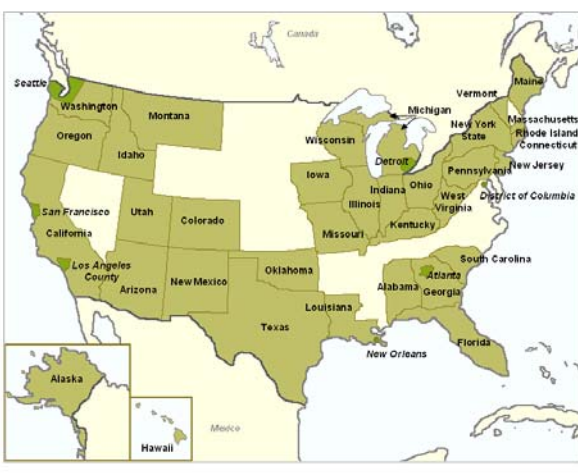 Canada
Seattle
Washington
Montana
Oregon
Idaho
Vermont
Maine
Michigan
Massachusetts
New York
State
Rhode Island
Connecticut
Wisconsin
Detroit
Iowa
Pennsylvania
New Jersey
Indiana
Ohio
Illinois
West
Virginia
District of Columbia
San Francisco
California
Utah
Colorado
Missouri
Kentucky
Los Angeles
County
Arizona
New Mexico
Oklahoma
South Carolina
Atlanta
Alabama
Georgia
Louisiana
Texas
New Orleans
Florida
Alaska
Hawaii
Mexico